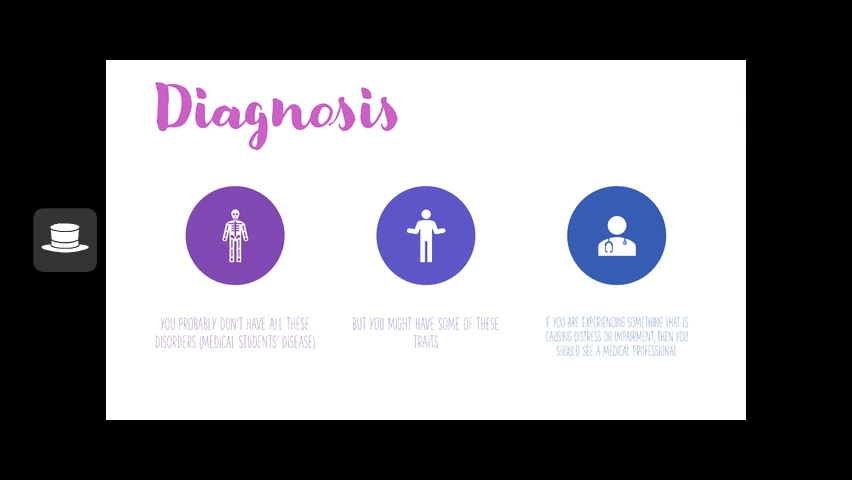 Diagnosis
YOU PROBABLY DON'T HAVE ALL THESE
DISORDERS (MEDICAL STUDENTS' DISEASE)
BUT YOU MIGHT HAVE SOME OF THESE
TRAITS
IF YOU ARE EXPERIENCING SOMETHING THAT IS
CAUSING DISTRESS OR IMPAIRMENT, THEN YOU
SHOULD SEE A MEDICAL PROFESSIONAL